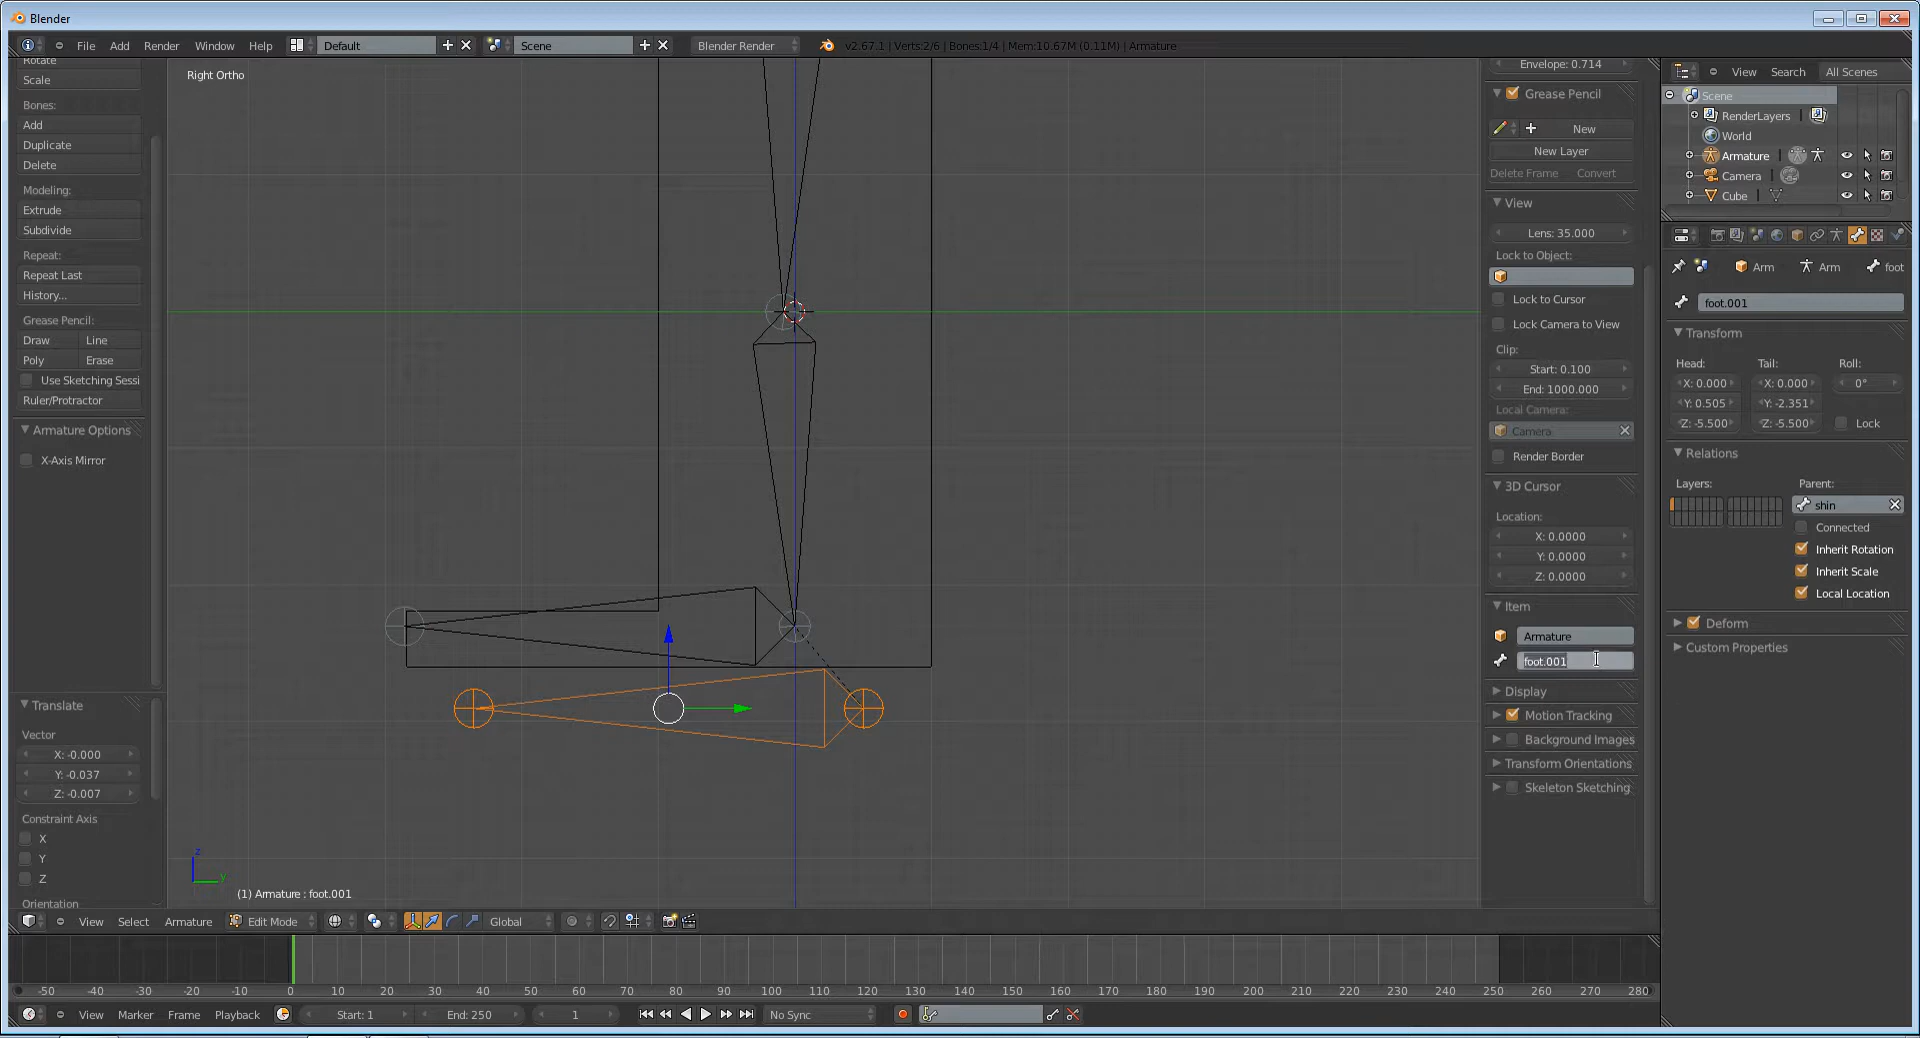 Blender
File Add Render Window Help Default Scene Blender Render v2.67.1 | Verts:2/6 | Bones:1/4 | Mem:10.67M (0.11M) | Armature
Rotate
Scale
Bones:
Add
Duplicate
Delete
Modeling:
Extrude
Subdivide
Repeat:
Repeat Last
History...
Grease Pencil:
Draw Line
Poly Erase
Use Sketching Sessi
Ruler/Protractor
Armature Options
X-Axis Mirror
Translate
Vector
X: -0.000
Y: -0.037
Z: -0.007
Constraint Axis
X
Y
Z
Orientation
Right Ortho
z
y
(1) Armature : foot.001
Envelope: 0.714
Grease Pencil
New
New Layer
Delete Frame Convert
View
Lens: 35.000
Lock to Object:
Lock to Cursor
Lock Camera to View
Clip:
Start: 0.100
End: 1000.000
Local Camera:
Camera
Render Border
3D Cursor
Location:
X: 0.0000
Y: 0.0000
Z: 0.0000
Item
Armature
foot.001
Display
Motion Tracking
Background Images
Transform Orientations
Skeleton Sketching
View Search All Scenes
Scene
RenderLayers
World
Armature
Camera
Cube
Arm Arm foot
foot.001
Transform
Head: Tail: Roll:
X: 0.000 X: 0.000 0°
Y: 0.505 Y: -2.351
Z: -5.500 Z: -5.500 Lock
Relations
Layers: Parent:
shin
Connected
Inherit Rotation
Inherit Scale
Local Location
Deform
Custom Properties
View Select Armature Edit Mode Global
-50 -40 -30 -20 -10 0 10 20 30 40 50 60 70 80 90 100 110 120 130 140 150 160 170 180 190 200 210 220 230 240 250 260 270 280
View Marker Frame Playback Start: 1 End: 250 1 No Sync